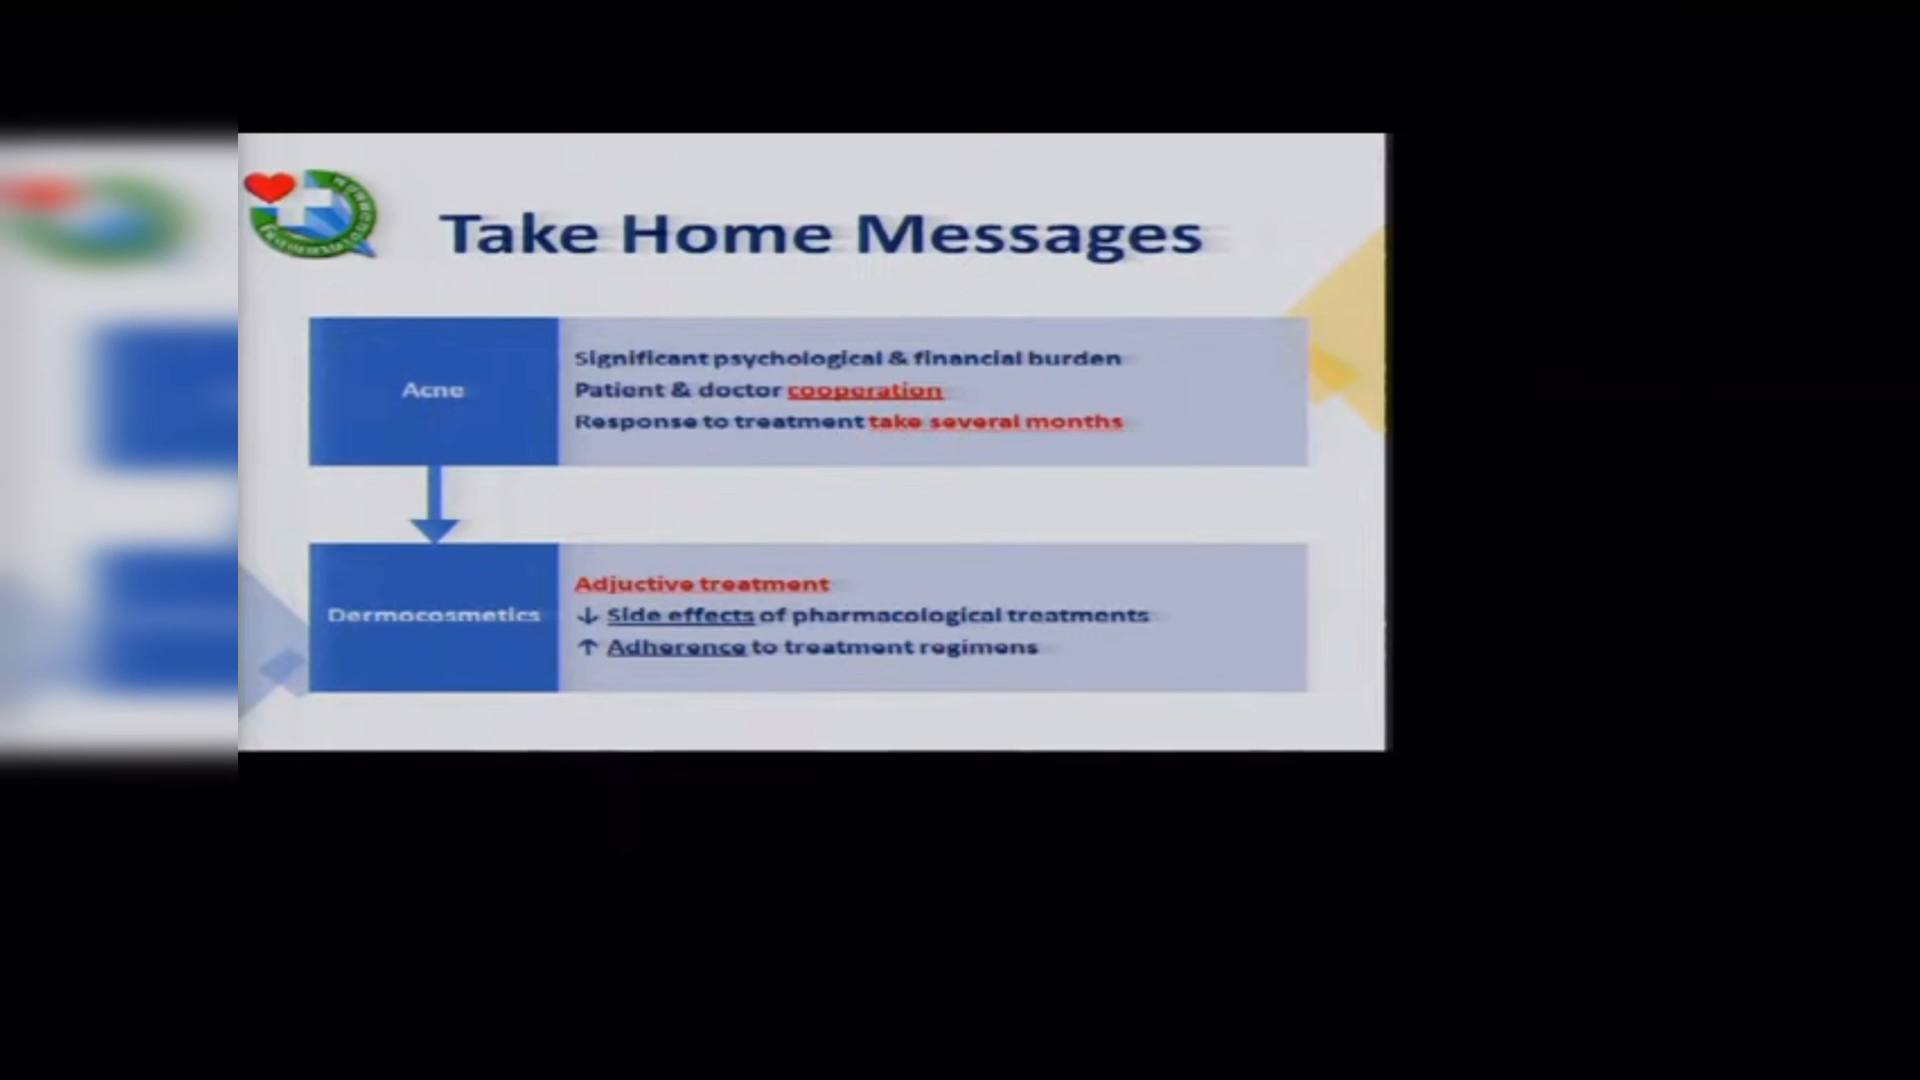 Take Home Messages
Acne
Significant psychological & financial burden
Patient & doctor cooperation
Response to treatment take several months
Dermocosmetics
Adjuctive treatment
↓ Side effects of pharmacological treatments
↑ Adherence to treatment regimens